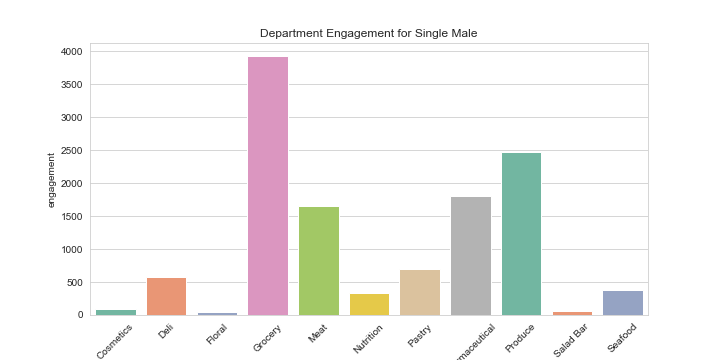 Department Engagement for Single Male
engagement
4000
3500
3000
2500
2000
1500
1000
500
0
Cosmetics
Deli
Floral
Grocery
Meat
Nutrition
Pastry
maceutical
Produce
Salad Bar
Seafood